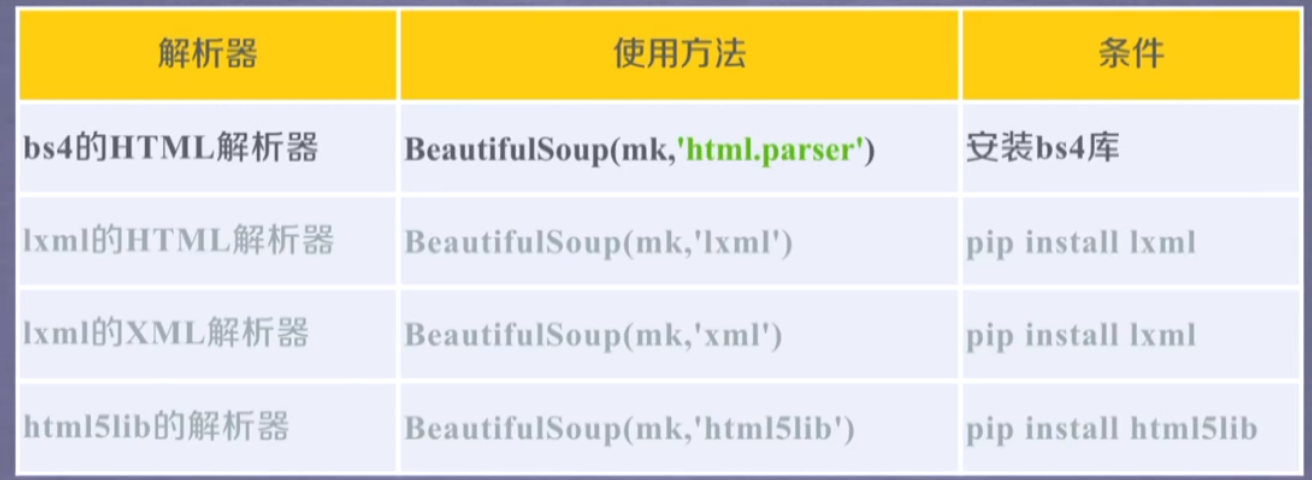 解析器 使用方法 条件
bs4的HTML解析器 BeautifulSoup(mk,'html.parser') 安装bs4库
lxml的HTML解析器 BeautifulSoup(mk,'lxml') pip install lxml
lxml的XML解析器 BeautifulSoup(mk,'xml') pip install lxml
html5lib的解析器 BeautifulSoup(mk,'html5lib') pip install html5lib